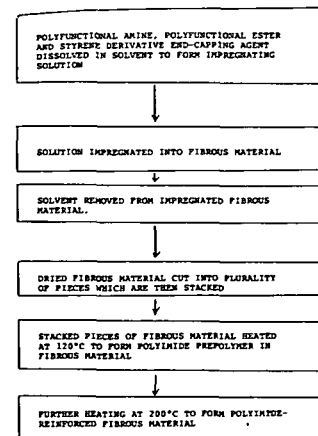 POLYFUNCTIONAL AMINE, POLYFUNCTIONAL ESTER
AND STYRENE DERIVATIVE END-CAPPING AGENT
DISSOLVED IN SOLVENT TO FORM IMPREGNATING
SOLUTION
SOLUTION IMPREGNATED INTO FIBROUS MATERIAL
SOLVENT REMOVED FROM IMPREGNATED FIBROUS
MATERIAL.
DRIED FIBROUS MATERIAL CUT INTO PLURALITY
OF PIECES WHICH ARE THEN STACKED
STACKED PIECES OF FIBROUS MATERIAL HEATED
AT 120°C TO FORM POLYIMIDE PREPOLYMER IN
FIBROUS MATERIAL
FURTHER HEATING AT 200°C TO FORM POLYIMIDE-
REINFORCED FIBROUS MATERIAL